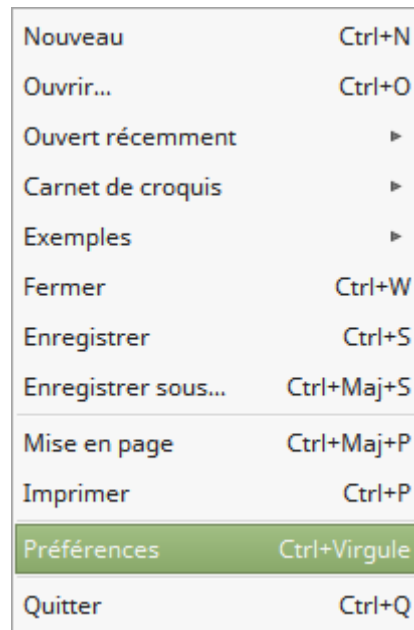 Nouveau Ctrl+N
Ouvrir... Ctrl+O
Ouvert récemment
Carnet de croquis
Exemples
Fermer Ctrl+W
Enregistrer Ctrl+S
Enregistrer sous... Ctrl+Maj+S
Mise en page Ctrl+Maj+P
Imprimer Ctrl+P
Préférences Ctrl+Virgule
Quitter Ctrl+Q